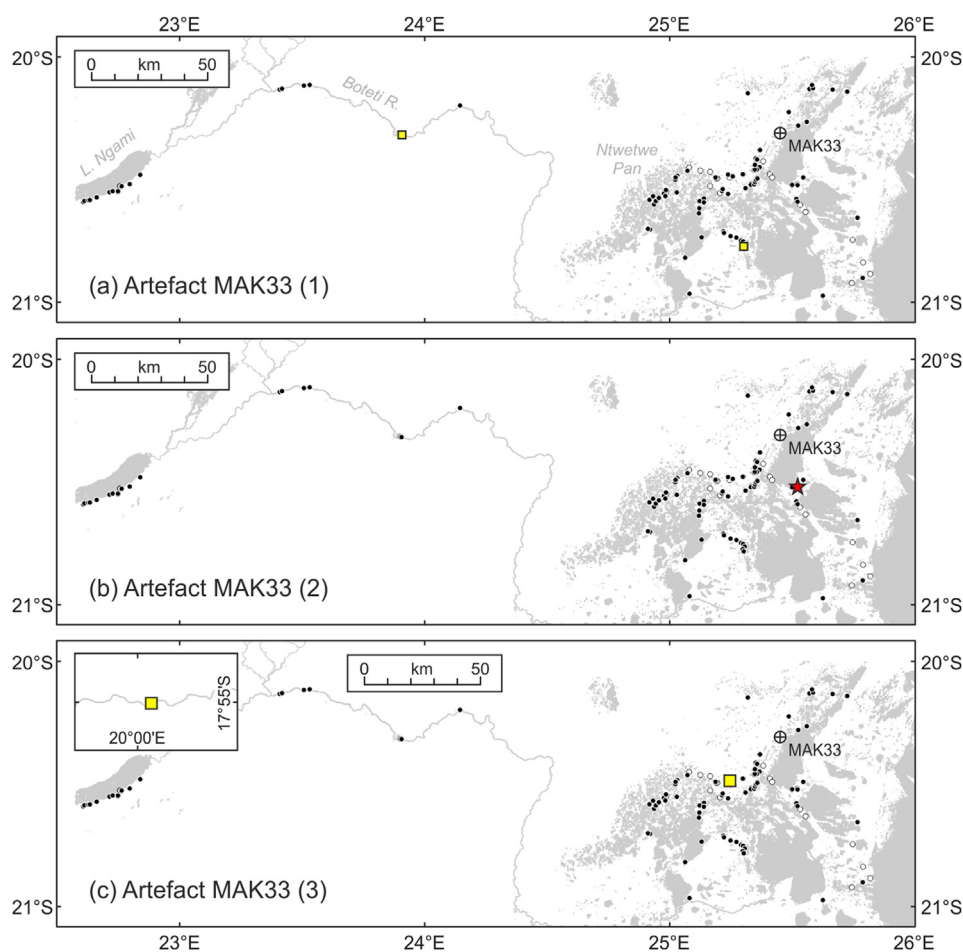 23°E 24°E 25°E 26°E
20°S 20°S
0 km 50
Boteti R.
L. Ngami
MAK33
Ntwetwe
Pan
(a) Artefact MAK33 (1)
21°S 21°S
20°S 20°S
0 km 50
MAK33
(b) Artefact MAK33 (2)
21°S 21°S
20°S 20°S
0 km 50
17°55'S
20°00'E
MAK33
(c) Artefact MAK33 (3)
21°S 21°S
23°E 24°E 25°E 26°E